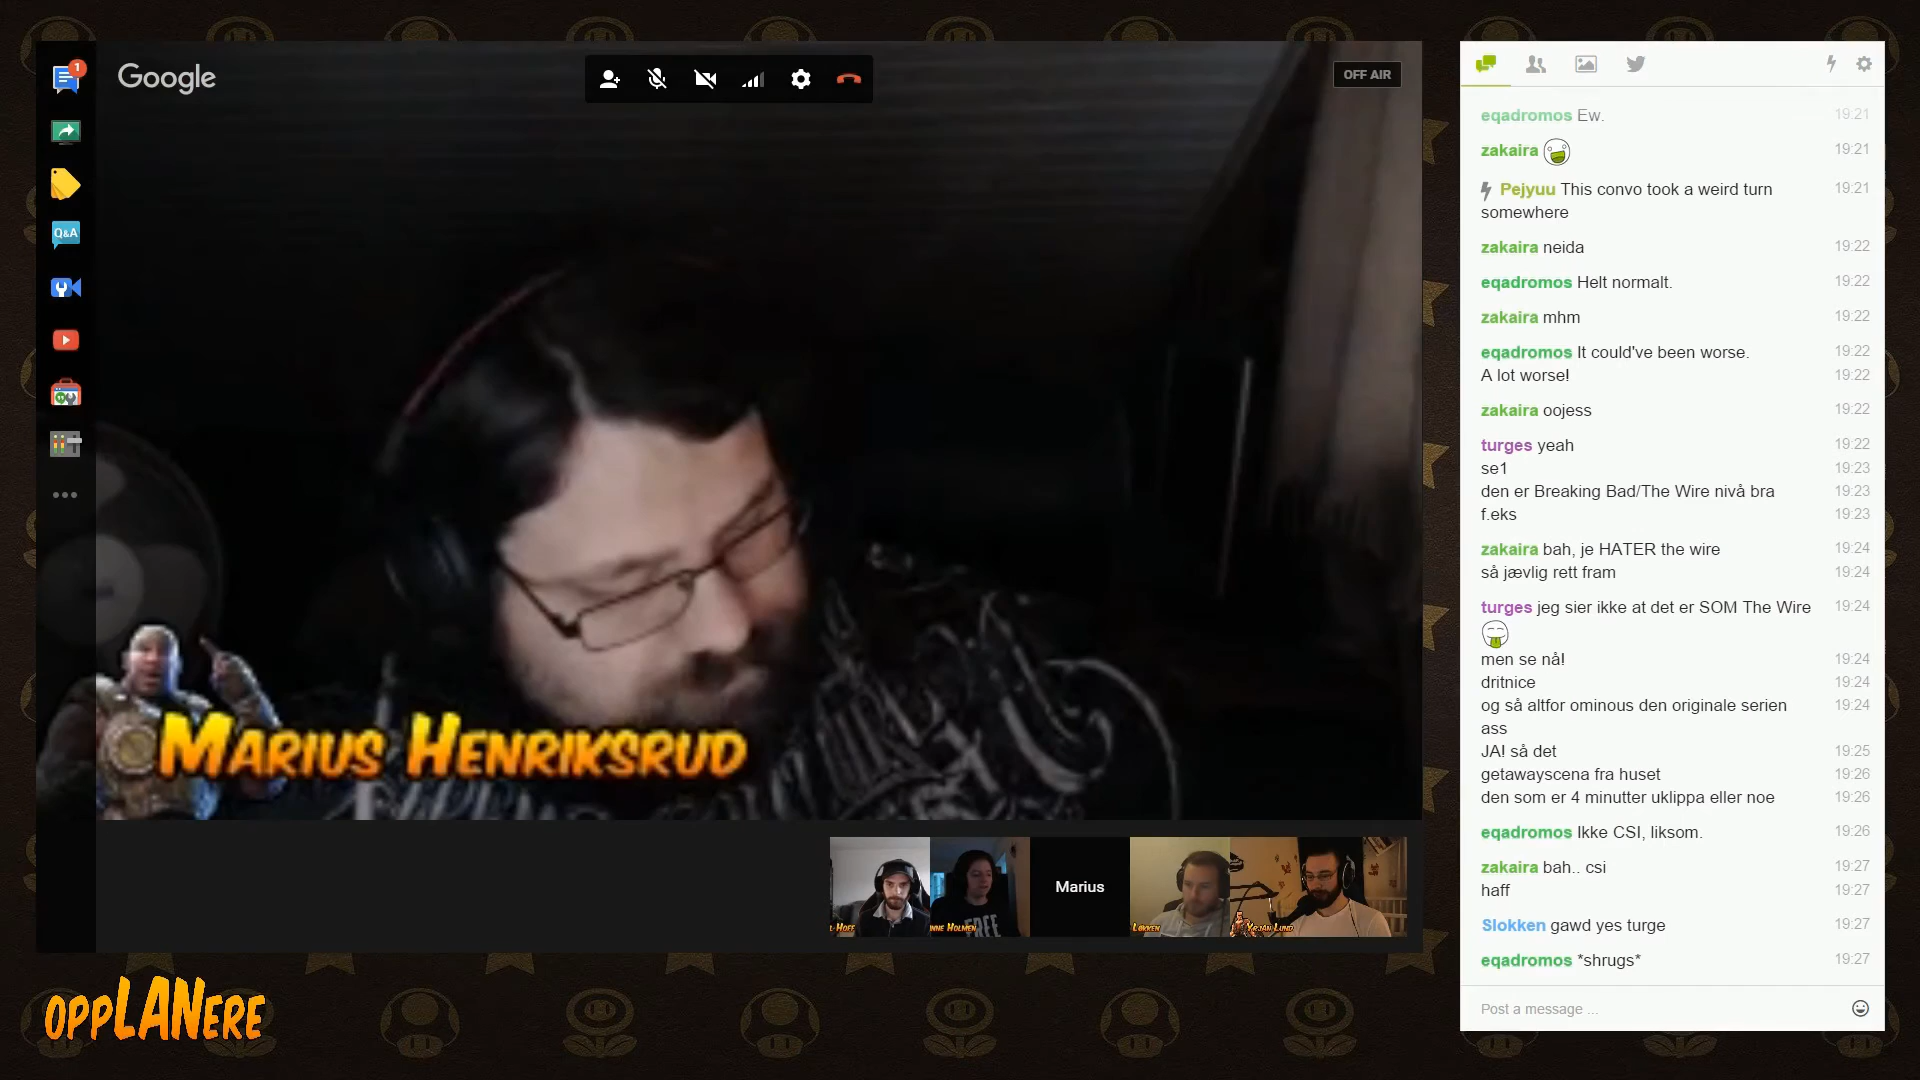 Google
OFF AIR
1
Q&A
MARIUS HENRIKSRUD
L-HOFF
NNE HOLMEN
FREE
Marius
LØKKEN
YRJAN LUND
OPPLANERE
eqadromos Ew. 19:21
zakaira 19:21
Pejyuu This convo took a weird turn 19:21
somewhere
zakaira neida 19:22
eqadromos Helt normalt. 19:22
zakaira mhm 19:22
eqadromos It could've been worse. 19:22
A lot worse! 19:22
zakaira oojess 19:22
turges yeah 19:22
se1 19:23
den er Breaking Bad/The Wire nivå bra 19:23
f.eks 19:23
zakaira bah, je HATER the wire 19:24
så jævlig rett fram 19:24
turges jeg sier ikke at det er SOM The Wire 19:24
men se nå! 19:24
dritnice 19:24
og så altfor ominous den originale serien 19:24
ass
JA! så det 19:25
getawayscena fra huset 19:26
den som er 4 minutter uklippa eller noe 19:26
eqadromos Ikke CSI, liksom. 19:26
zakaira bah.. csi 19:27
haff 19:27
Slokken gawd yes turge 19:27
eqadromos *shrugs* 19:27
Post a message ...